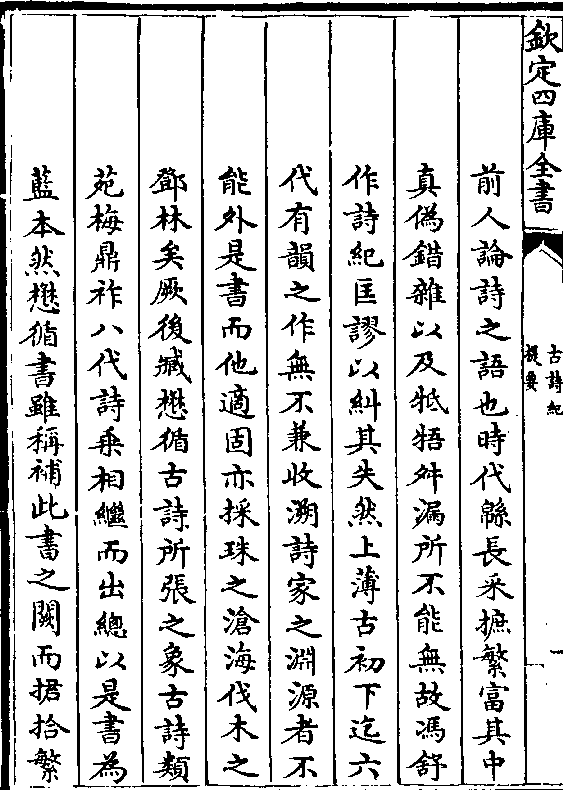 欽定四庫全書
古詩紀
提要
前人論詩之語也時代緜長采摭繁富其中
真偽錯雜以及牴牾舛漏所不能無故馮舒
作詩紀匡謬以糾其失然上薄古初下迄六
代有韻之作無不兼收溯詩家之淵源者不
能外是書而他適固亦採珠之滄海伐木之
鄧林矣厥後臧懋循古詩所張之象古詩類
苑梅鼎祚八代詩乗相繼而出總以是書為
藍本然懋循書雖稱補此書之闕而捃拾繁